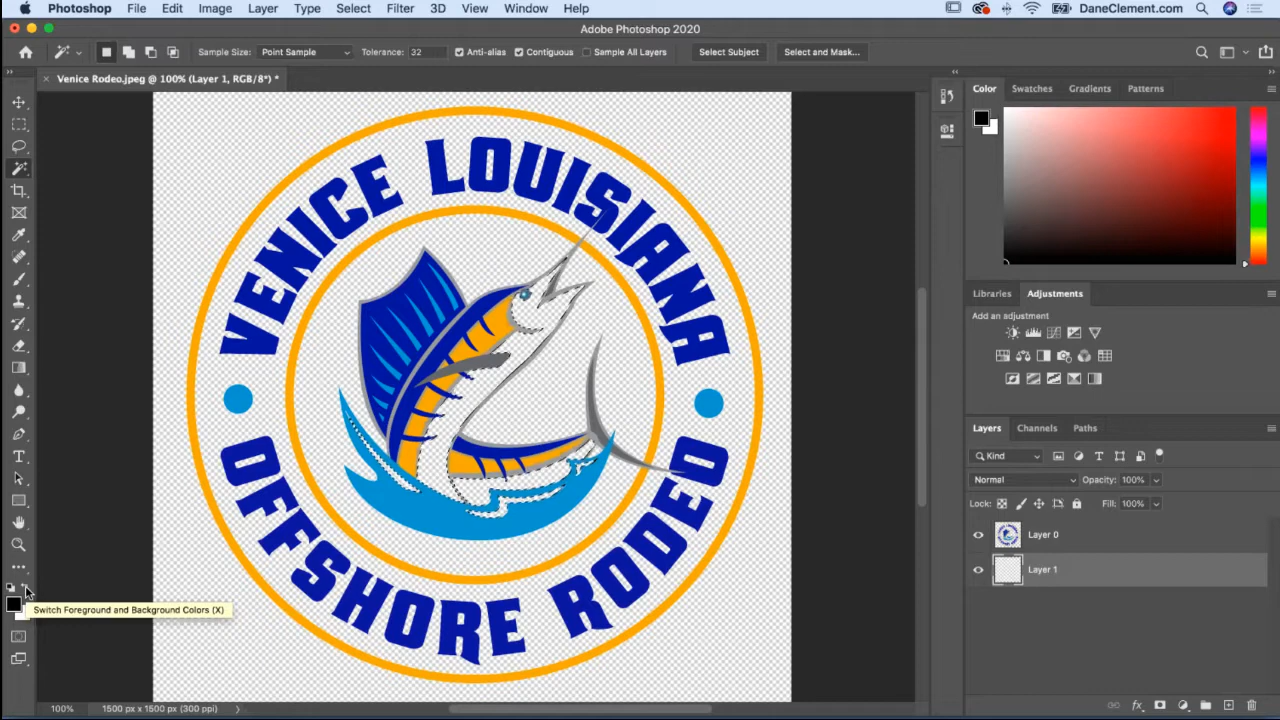 Photoshop File Edit Image Layer Type Select Filter 3D View Window Help DaneClement.com
Adobe Photoshop 2020
Sample Size: Point Sample Tolerance: 32 Anti-alias Contiguous Sample All Layers Select Subject Select and Mask...
Venice Rodeo.jpeg @ 100% (Layer 1, RGB/8*) *
Color Swatches Gradients Patterns
VENICE LOUISIANA
OFFSHORE RODEO
Libraries Adjustments
Add an adjustment
Layers Channels Paths
Kind
Normal Opacity: 100%
Lock: Fill: 100%
Layer 0
Layer 1
Switch Foreground and Background Colors (X)
100% 1500 px x 1500 px (300 ppi)